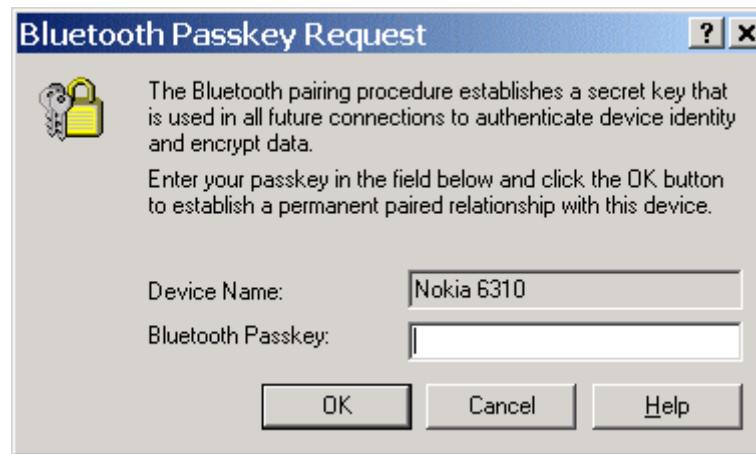 Bluetooth Passkey Request
The Bluetooth pairing procedure establishes a secret key that
is used in all future connections to authenticate device identity
and encrypt data.
Enter your passkey in the field below and click the OK button
to establish a permanent paired relationship with this device.
Device Name: Nokia 6310
Bluetooth Passkey:
OK Cancel Help